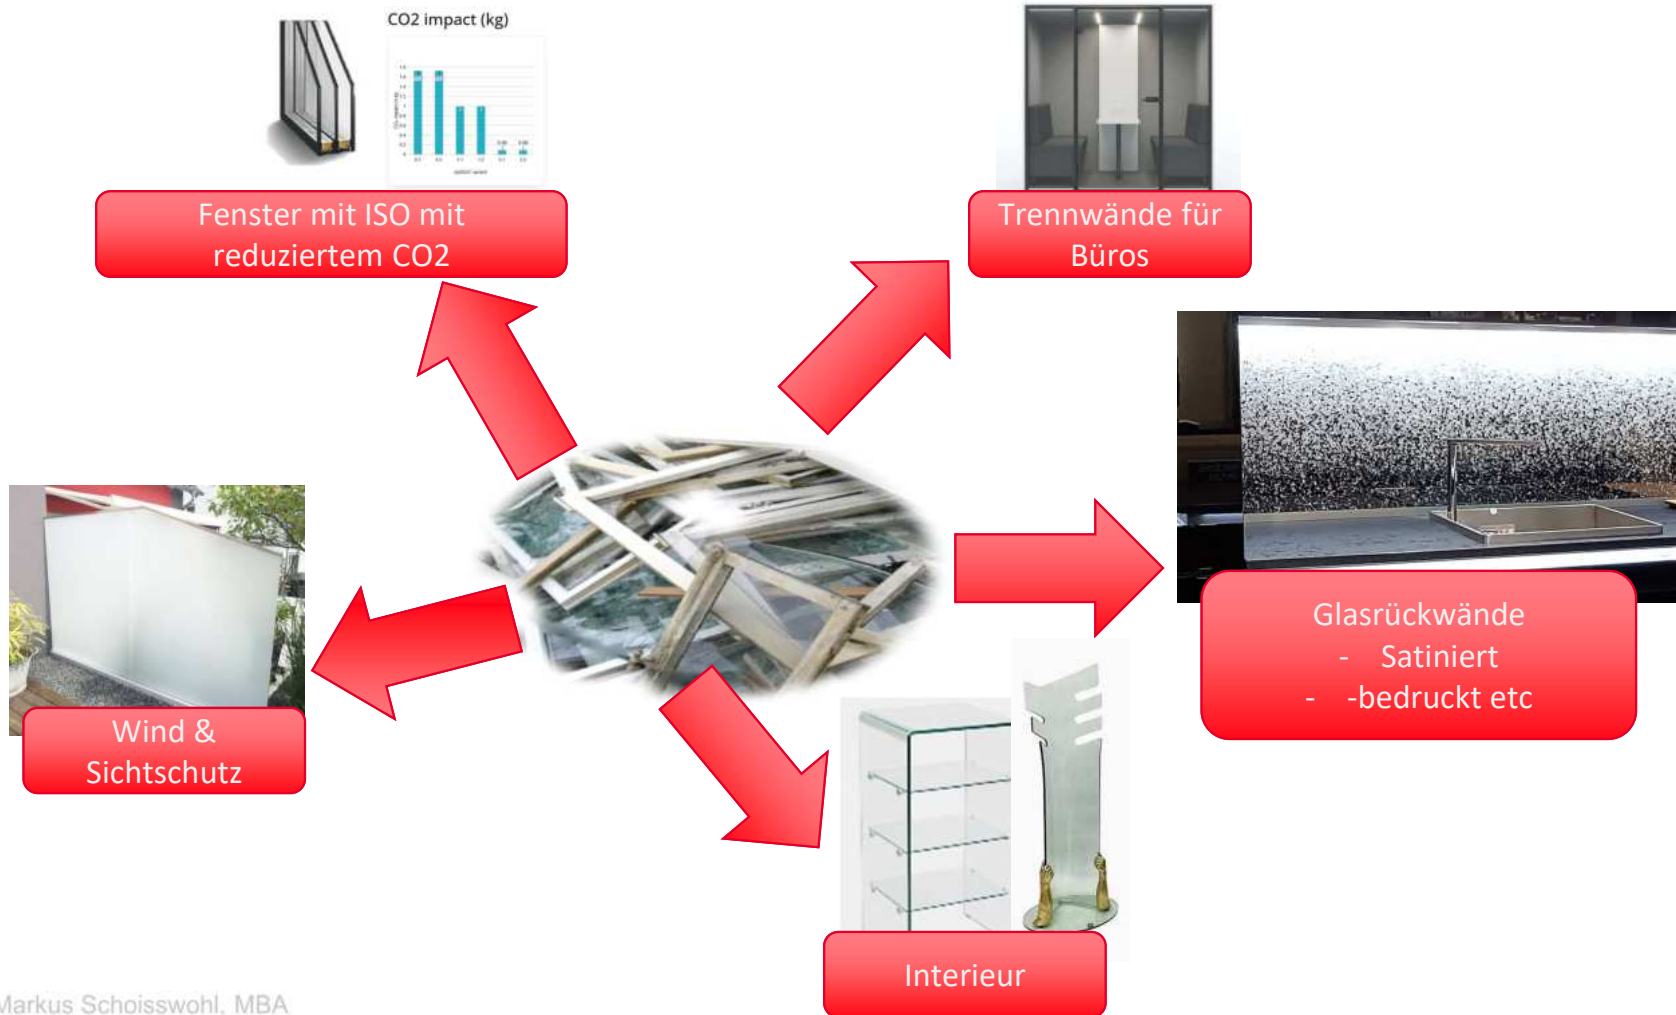 CO2 impact (kg)
Fenster mit ISO mit
reduziertem CO2
Trennwände für
Büros
Glasrückwände
- Satiniert
- -bedruckt etc
Wind &
Sichtschutz
Interieur
Markus Schoisswohl, MBA